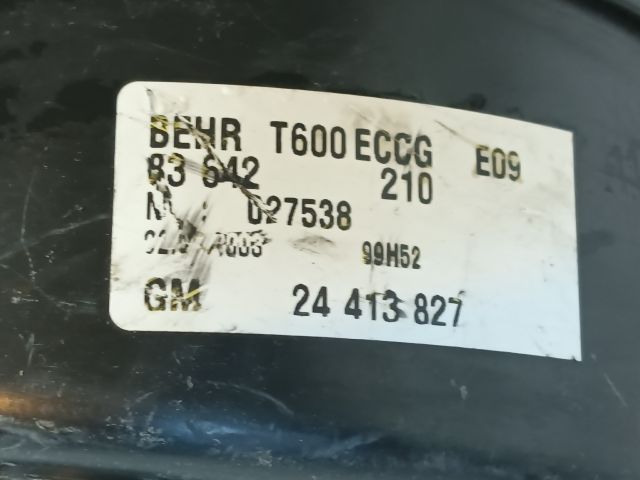 BEHR T600 ECCG E09
83 642 210
027538
99H52
GM 24 413 827